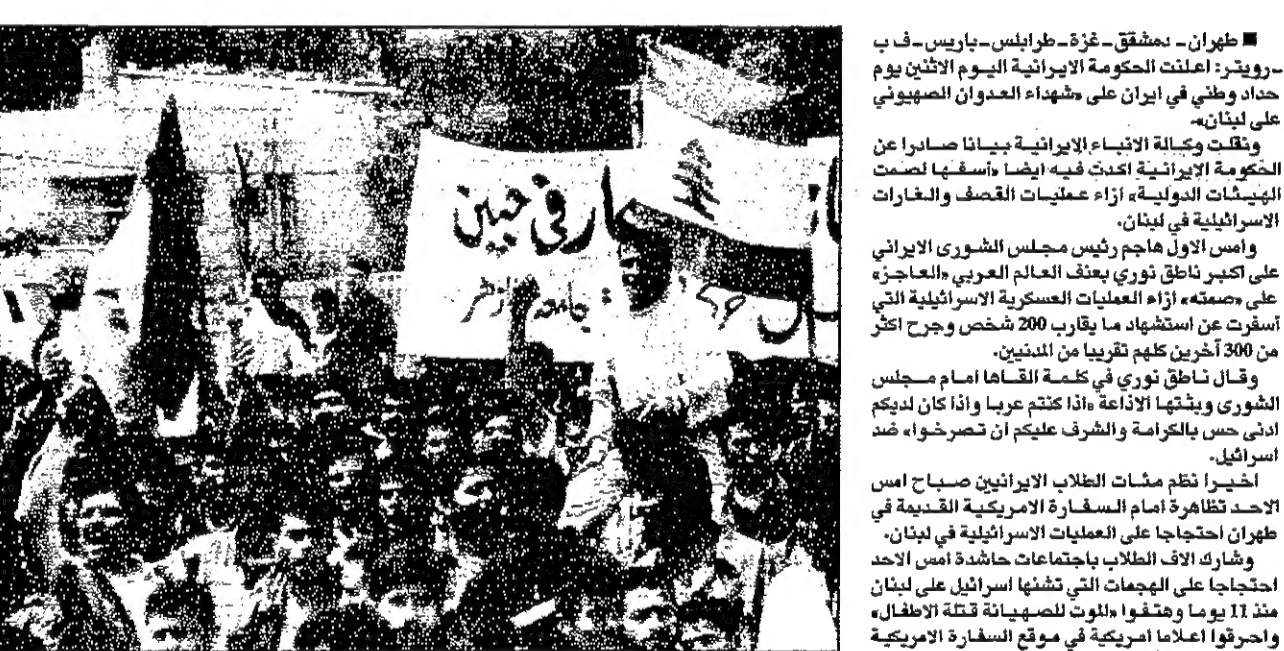 ■ طهران ـ دمشقق ـ غزة ـ طرابلس ـ باريس ـ ف ب
ـ رويتر: اعلنت الحكومة الايرانية اليوم الاثنين يوم
حداد وطني في ايران على «شهداء العدوان الصهيوني
على لبنان».
ونقلت وكالة الانباء الايرانية بيانا صادرا عن
الحكومة الايرانية اكدت فيه ايضا «أسفها لصمت
الهيئات الدولية» ازاء عمليات القصف والغارات
الاسرائيلية في لبنان.
وامس الاول هاجم رئيس مجلس الشورى الايراني
على اكبر ناطق نوري بعنف العالم العربي «العاجز»
على «صمته» ازاء العمليات العسكرية الاسرائيلية التي
أسفرت عن استشهاد ما يقارب 200 شخص وجرح اكثر
من 300 آخرين كلهم تقريبا من المدنيين.
وقال ناطق نوري في كلمة القاها امام مجلس
الشورى وبثتها الاذاعة «اذا كنتم عربا واذا كان لديكم
ادنى حس بالكرامة والشرف عليكم ان تصرخوا» ضد
اسرائيل.
اخيرا نظم مئات الطلاب الايرانيين صباح امس
الاحد تظاهرة امام السفارة الامريكية القديمة في
طهران احتجاجا على العمليات الاسرائيلية في لبنان.
وشارك الاف الطلاب باجتماعات حاشدة امس الاحد
احتجاجا على الهجمات التي تشنها اسرائيل على لبنان
منذ 11 يوما وهتفوا «الموت للصهيانة قتلة الاطفال»
واحرقوا اعلاما امريكية في موقع السفارة الامريكية
في جبين
جامعة